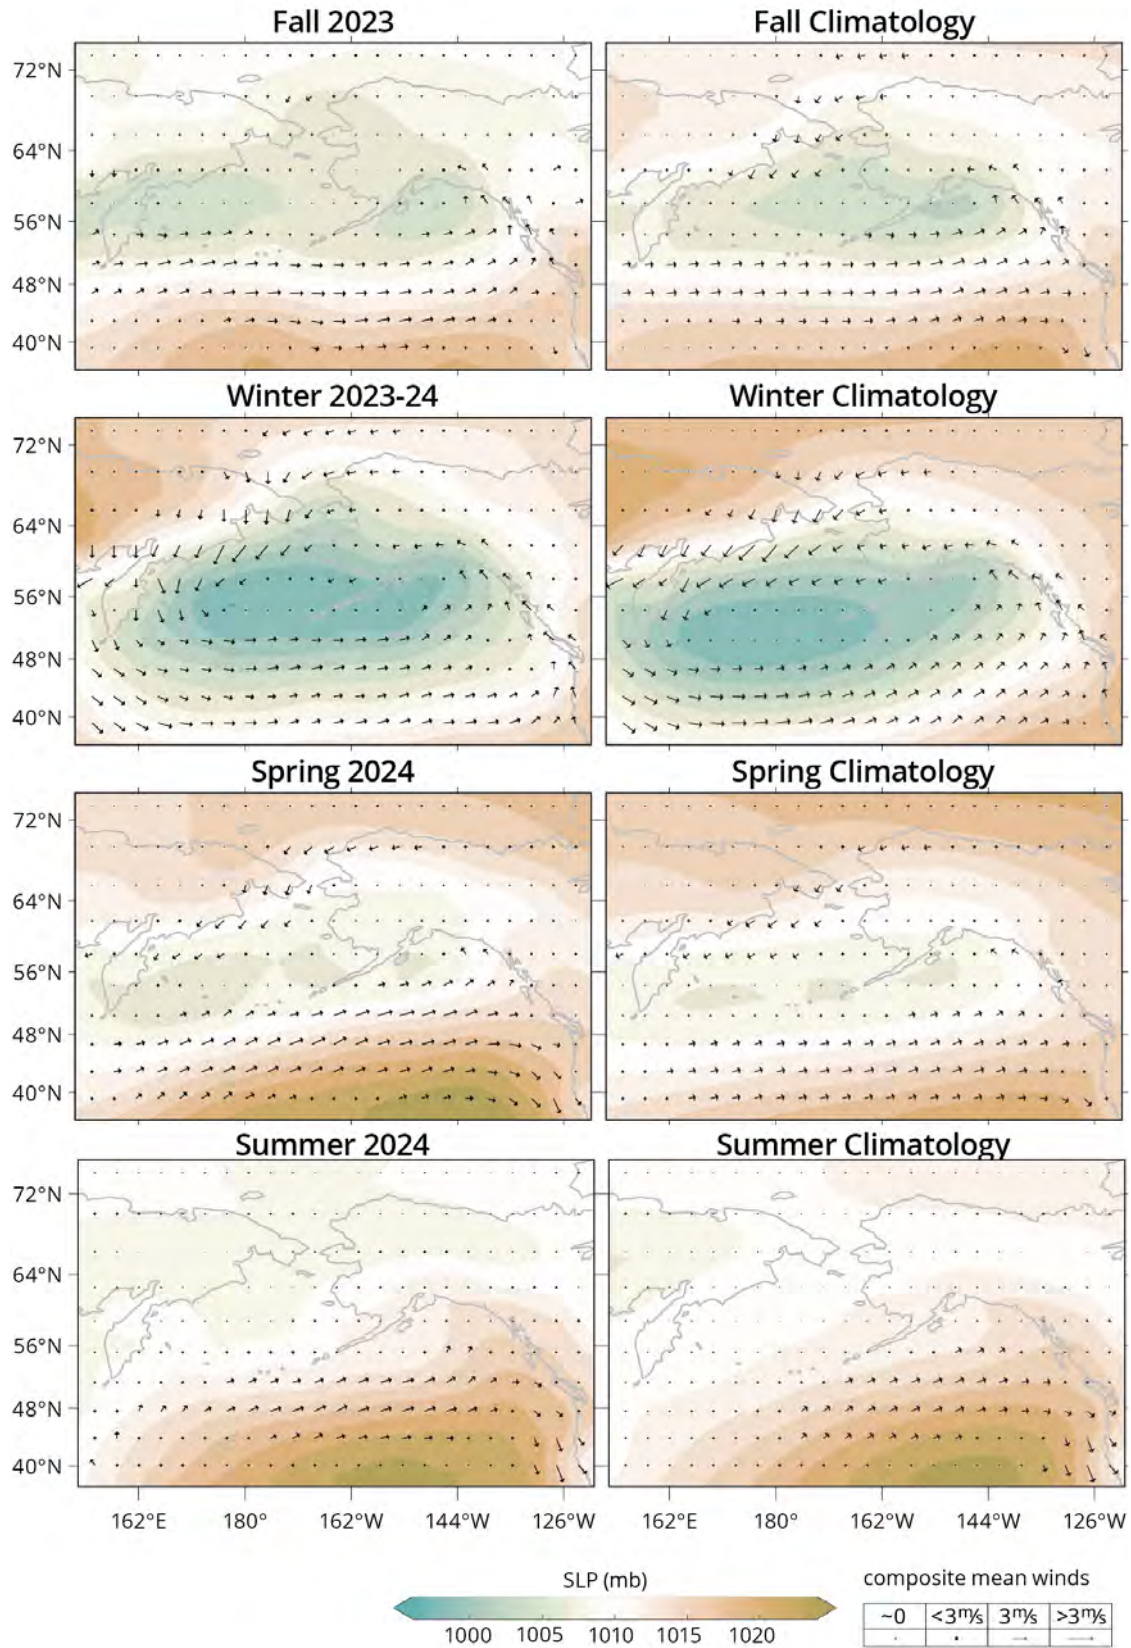 Fall 2023
Fall Climatology
72°N
64°N
56°N
48°N
40°N
Winter 2023-24
Winter Climatology
72°N
64°N
56°N
48°N
40°N
Spring 2024
Spring Climatology
72°N
64°N
56°N
48°N
40°N
Summer 2024
Summer Climatology
72°N
64°N
56°N
48°N
40°N
162°E 180° 162°W 144°W 126°W 162°E 180° 162°W 144°W 126°W
SLP (mb)
1000 1005 1010 1015 1020
composite mean winds
~0 <3m/s 3m/s >3m/s